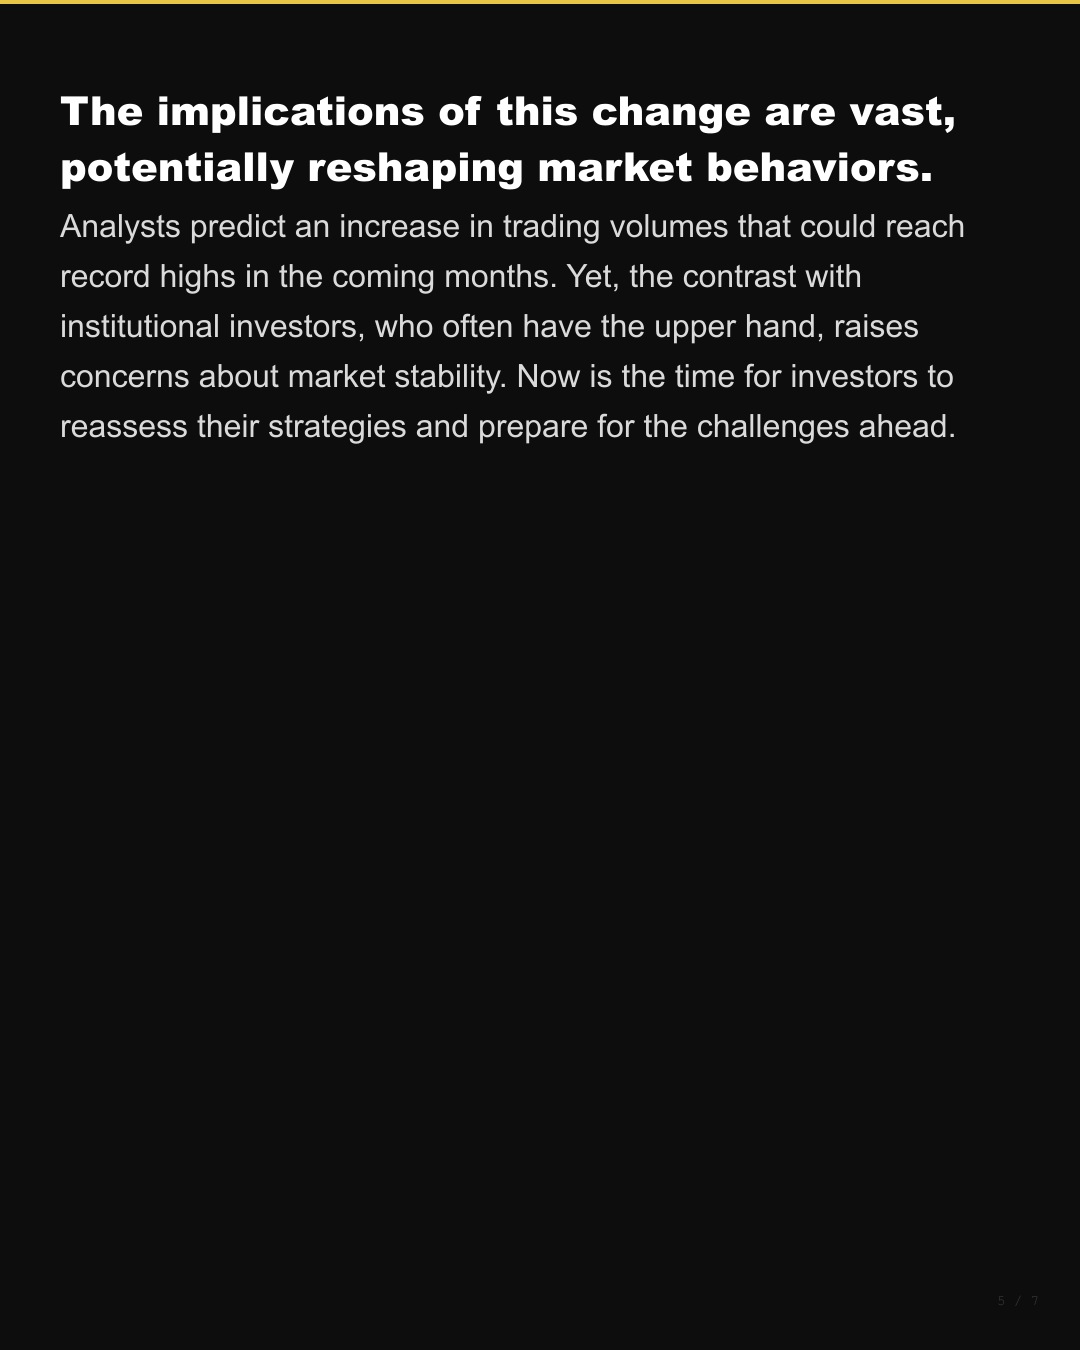 The implications of this change are vast,
potentially reshaping market behaviors.
Analysts predict an increase in trading volumes that could reach
record highs in the coming months. Yet, the contrast with
institutional investors, who often have the upper hand, raises
concerns about market stability. Now is the time for investors to
reassess their strategies and prepare for the challenges ahead.
5 / 7